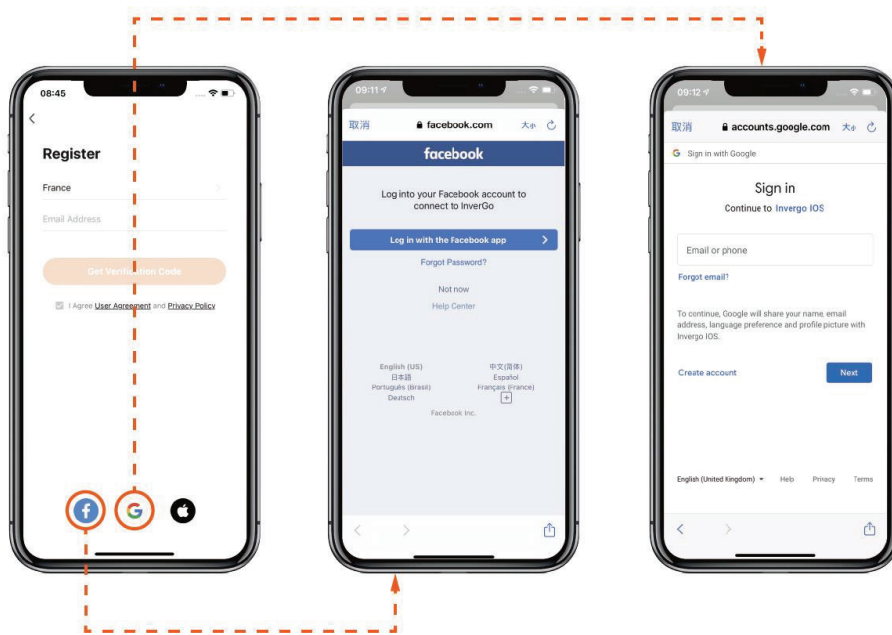 08:45
Register
France
Email Address
Get Verification Code
I Agree User Agreement and Privacy Policy
09:11
取消
facebook.com
大小
facebook
Log into your Facebook account to
connect to InverGo
Log in with the Facebook app
Forgot Password?
Not now
Help Center
English (US)
中文(简体)
日本語
Español
Português (Brasil)
Français (France)
Deutsch
Facebook Inc.
09:12
取消
accounts.google.com
大小
Sign in with Google
Sign in
Continue to Invergo IOS
Email or phone
Forgot email?
To continue, Google will share your name, email
address, language preference and profile picture with
Invergo IOS.
Create account
Next
English (United Kingdom)
Help
Privacy
Terms